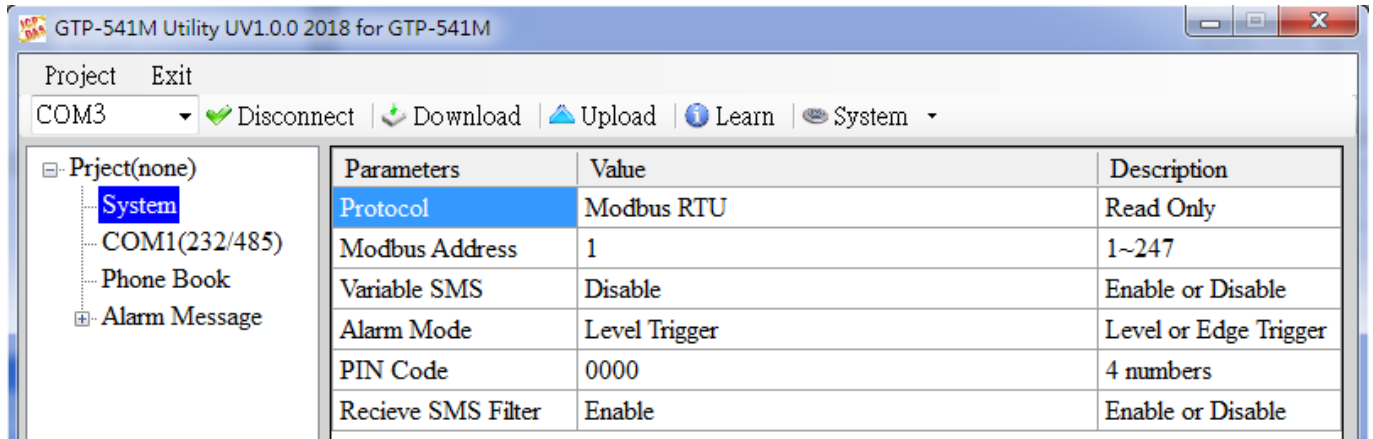 GTP-541M Utility UV1.0.0 2018 for GTP-541M
Project Exit
COM3 Disconnect Download Upload Learn System
Prject(none)
System
COM1(232/485)
Phone Book
Alarm Message
Parameters Value Description
Protocol Modbus RTU Read Only
Modbus Address 1 1~247
Variable SMS Disable Enable or Disable
Alarm Mode Level Trigger Level or Edge Trigger
PIN Code 0000 4 numbers
Recieve SMS Filter Enable Enable or Disable